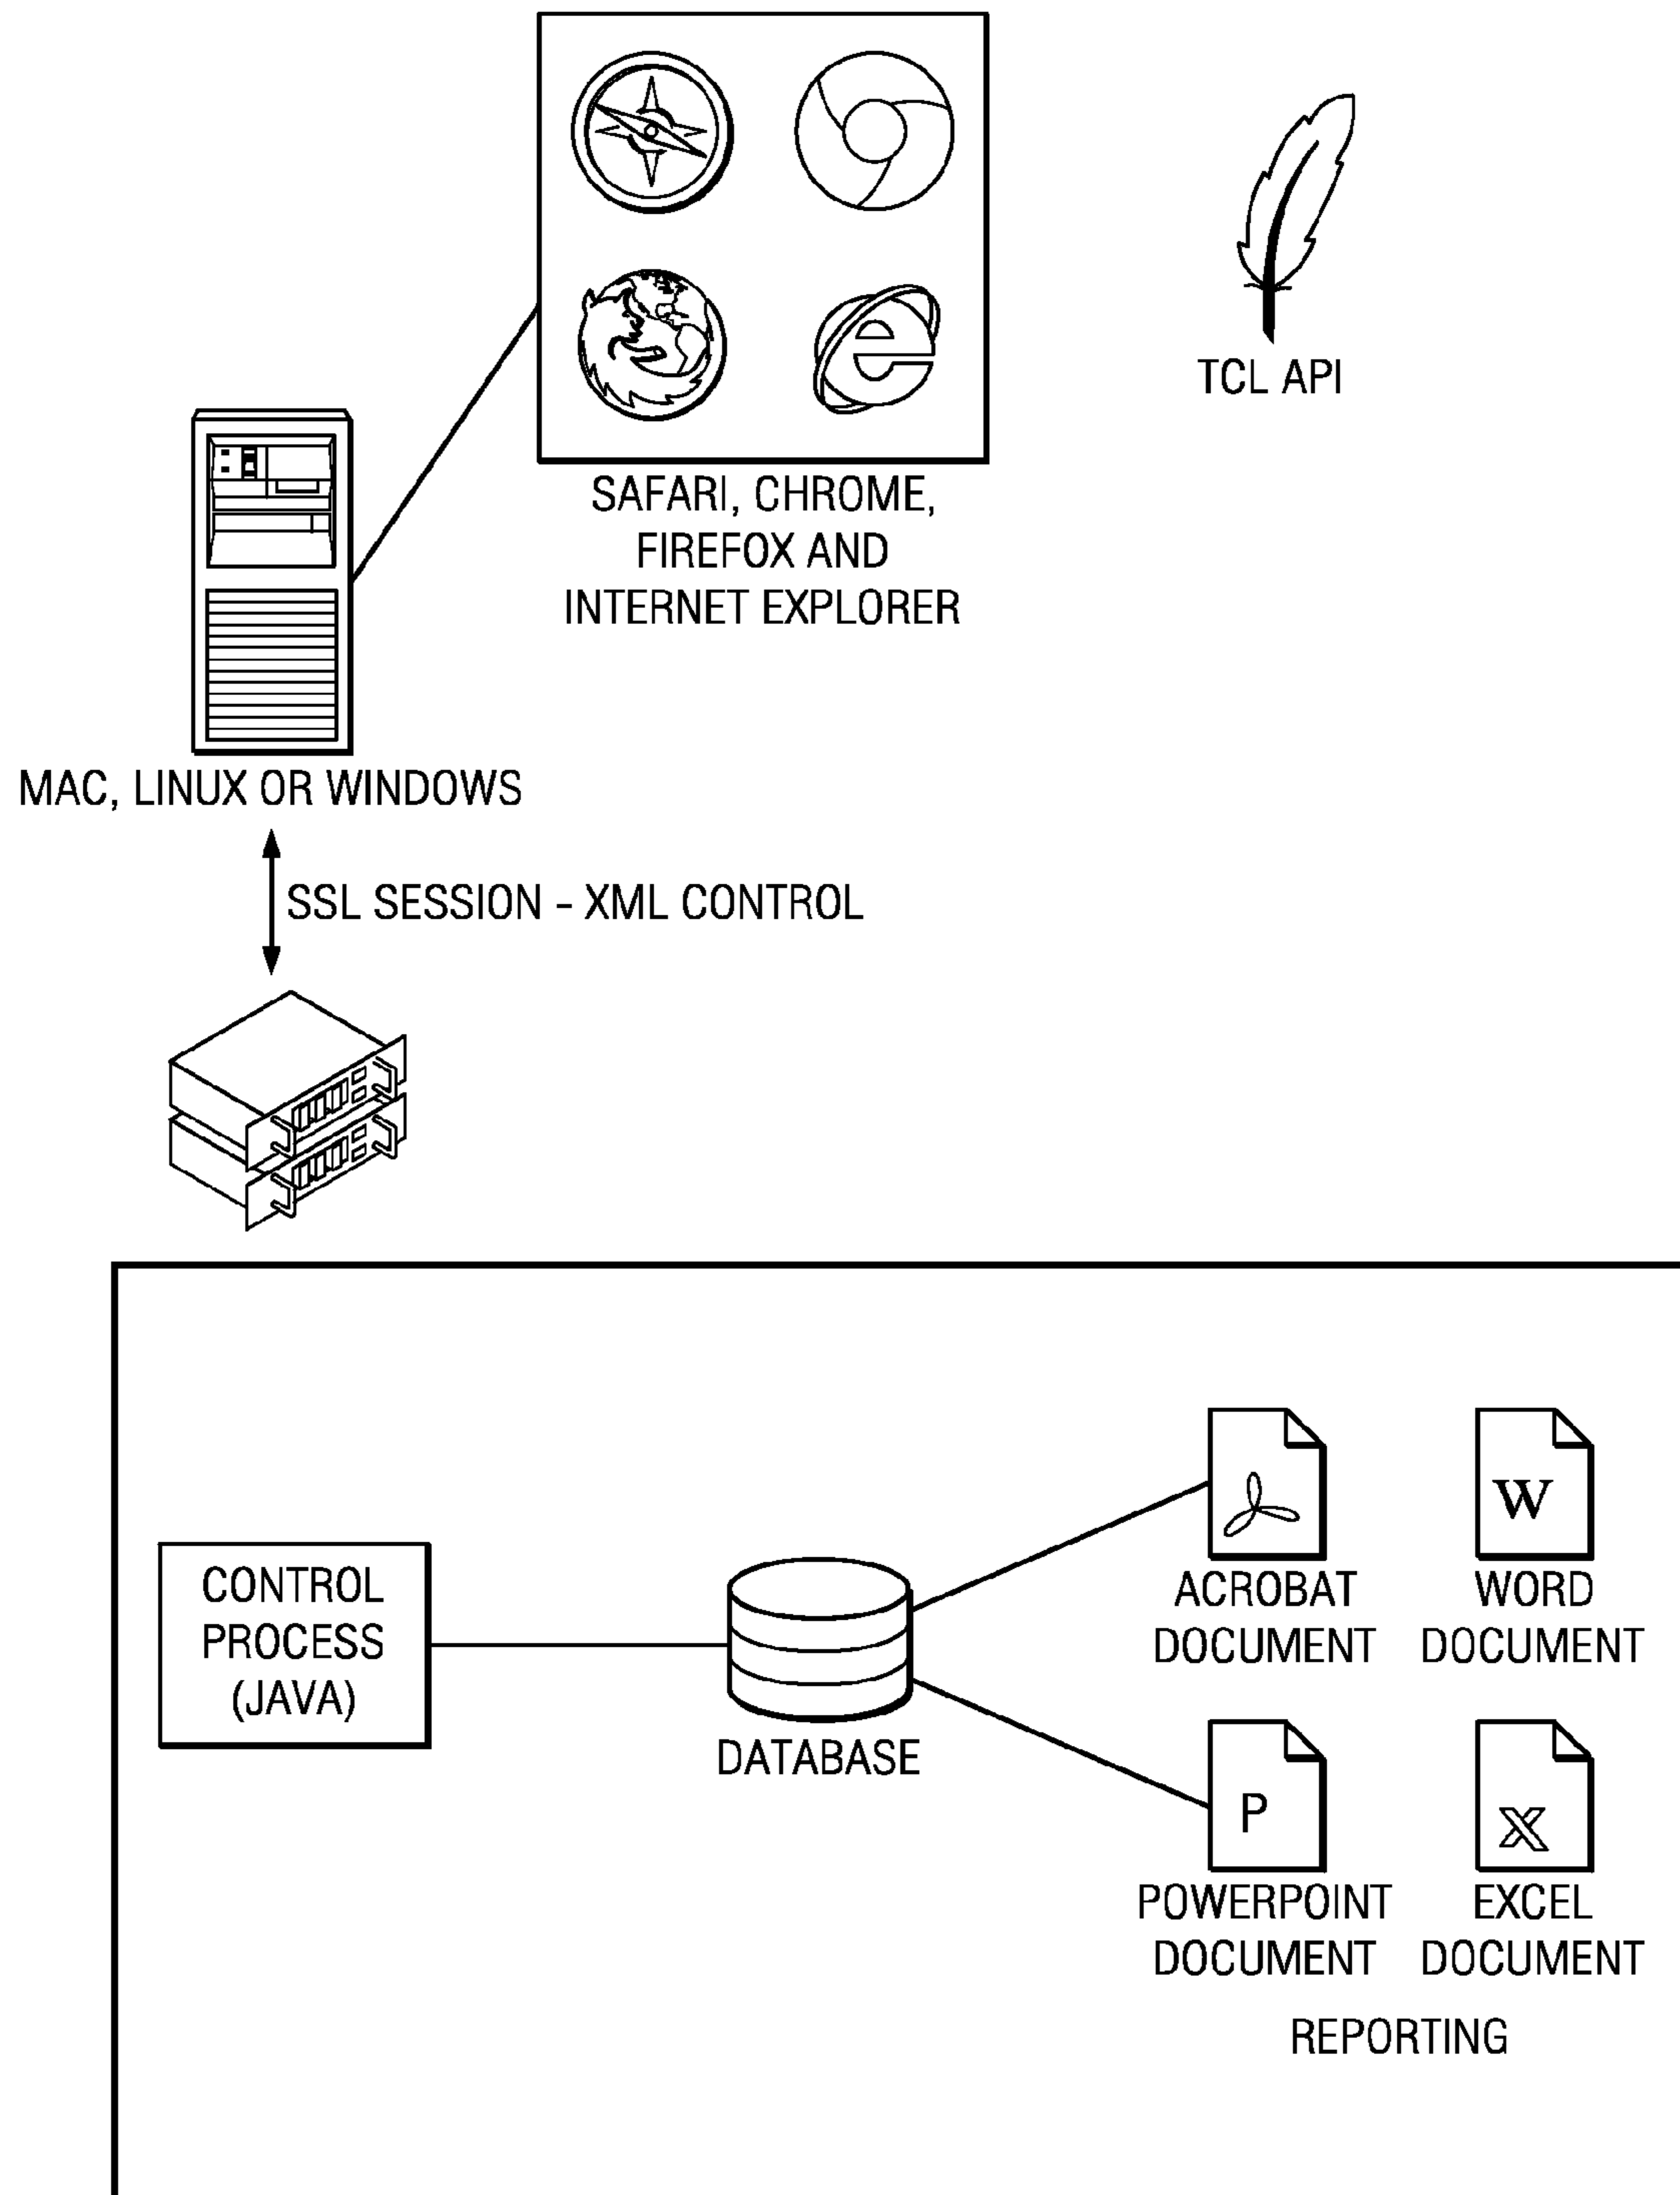 TCL API
SAFARI, CHROME,
FIREFOX AND
INTERNET EXPLORER
MAC, LINUX OR WINDOWS
SSL SESSION - XML CONTROL
CONTROL
PROCESS
(JAVA)
DATABASE
ACROBAT
DOCUMENT
W
WORD
DOCUMENT
P
POWERPOINT
DOCUMENT
X
EXCEL
DOCUMENT
REPORTING